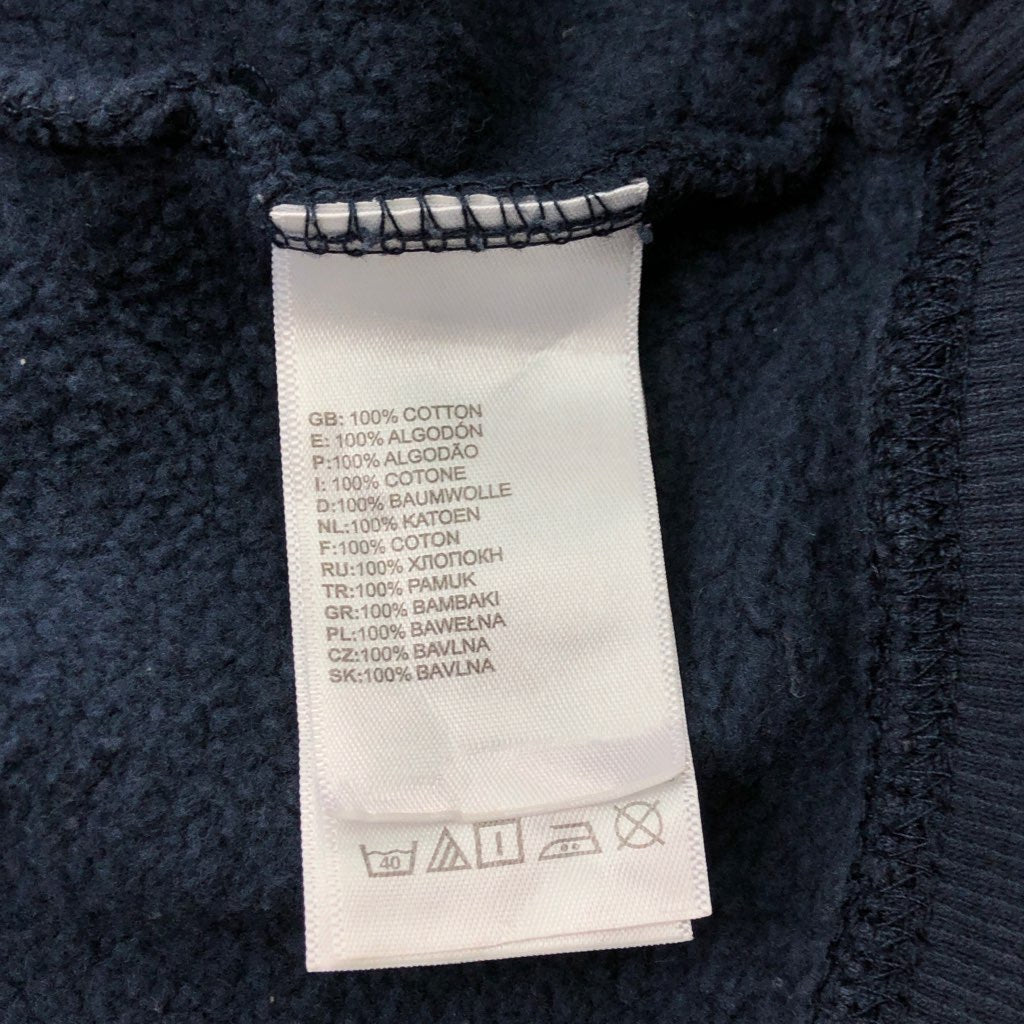 GB: 100% COTTON
E: 100% ALGODÓN
P:100% ALGODÃO
I: 100% COTONE
D:100% BAUMWOLLE
NL:100% KATOEN
F:100% COTON
RU:100% ХЛОПОКН
TR:100% PAMUK
GR:100% BAMBAKI
PL:100% BAWEŁNA
CZ:100% BAVLNA
SK:100% BAVLNA
40